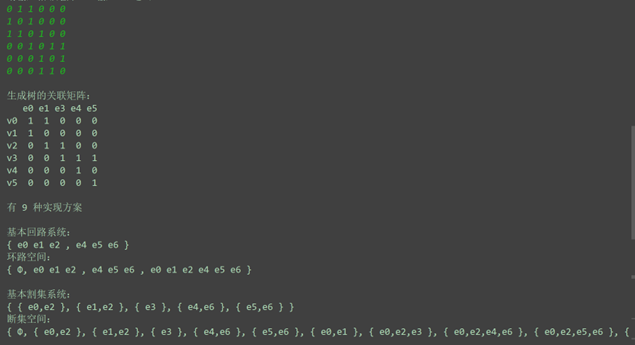 0 1 1 0 0 0
1 0 1 0 0 0
1 1 0 1 0 0
0 0 1 0 1 1
0 0 0 1 0 1
0 0 0 1 1 0
生成树的关联矩阵:
e0 e1 e3 e4 e5
v0 1 1 0 0 0
v1 1 0 0 0 0
v2 0 1 1 0 0
v3 0 0 1 1 1
v4 0 0 0 1 0
v5 0 0 0 0 1
有 9 种实现方案
基本回路系统:
{ e0 e1 e2 , e4 e5 e6 }
环路空间:
{ Φ, e0 e1 e2 , e4 e5 e6 , e0 e1 e2 e4 e5 e6 }
基本割集系统:
{ { e0,e2 }, { e1,e2 }, { e3 }, { e4,e6 }, { e5,e6 } }
断集空间:
{ Φ, { e0,e2 }, { e1,e2 }, { e3 }, { e4,e6 }, { e5,e6 }, { e0,e1 }, { e0,e2,e3 }, { e0,e2,e4,e6 }, { e0,e2,e5,e6 }, {